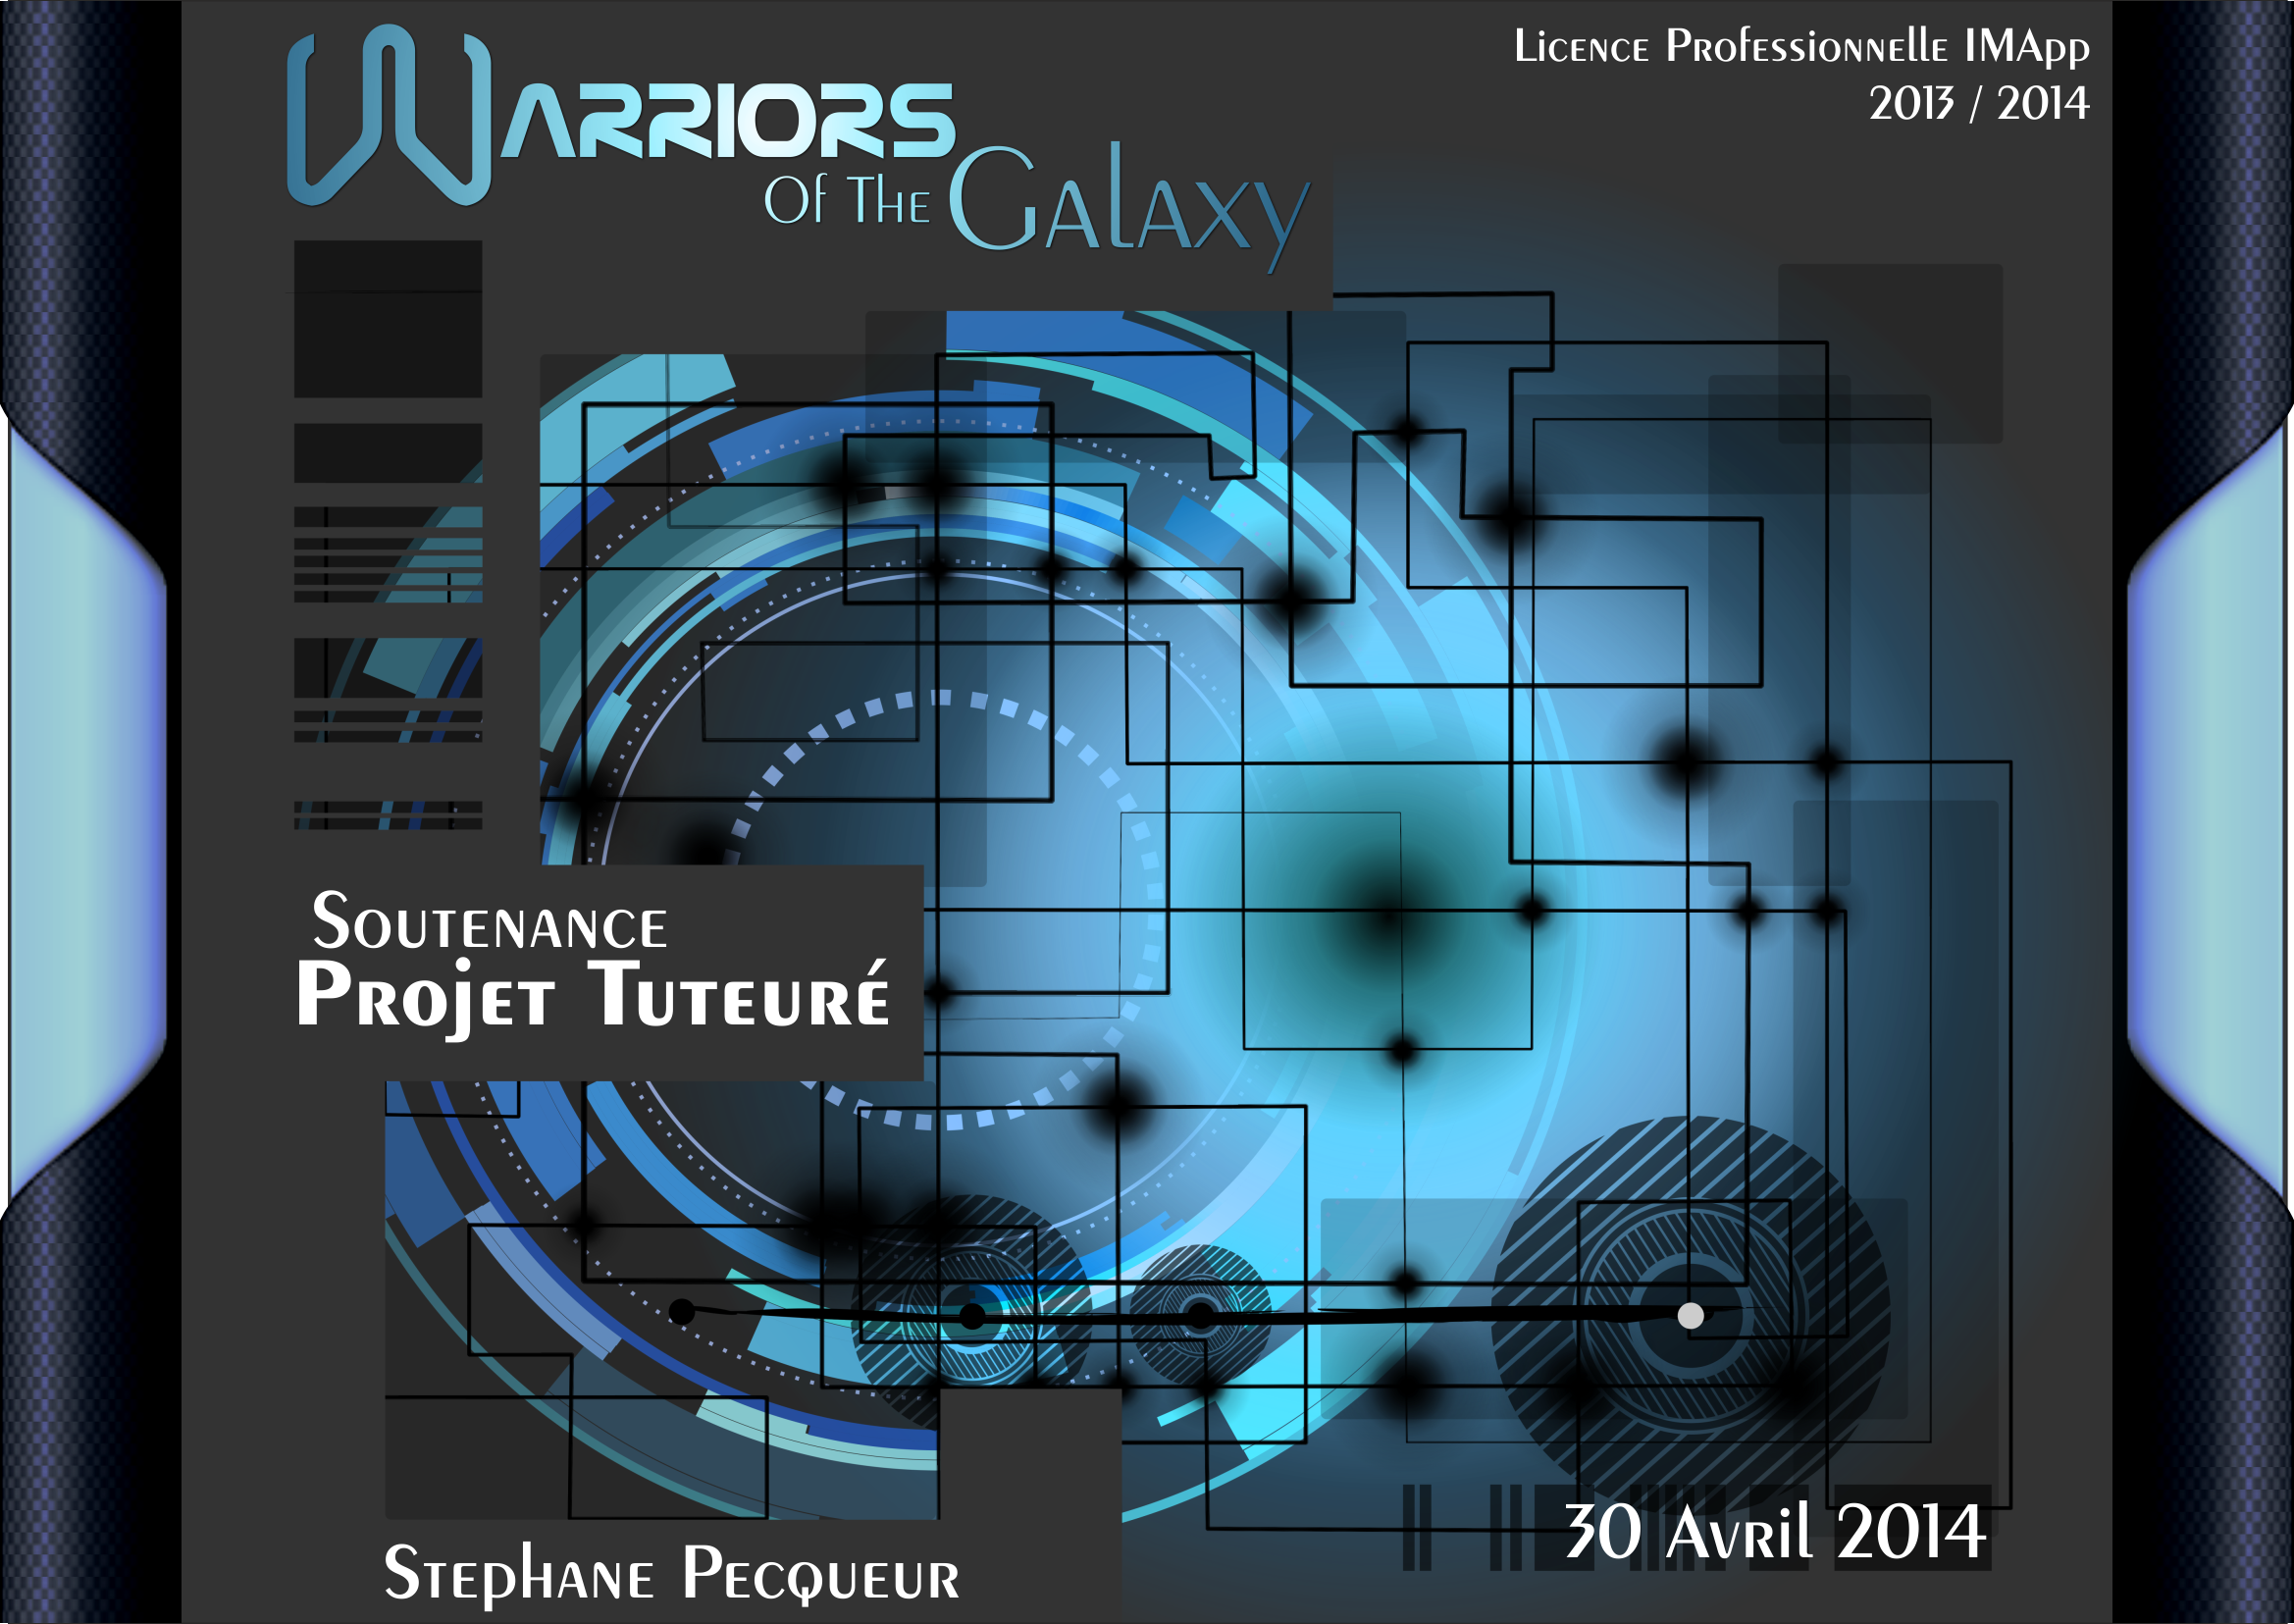 Warriors
Of The Galaxy
Licence Professionnelle IMApp
2013 / 2014
Soutenance
Projet Tuteuré
Stephane Pecqueur
30 Avril 2014